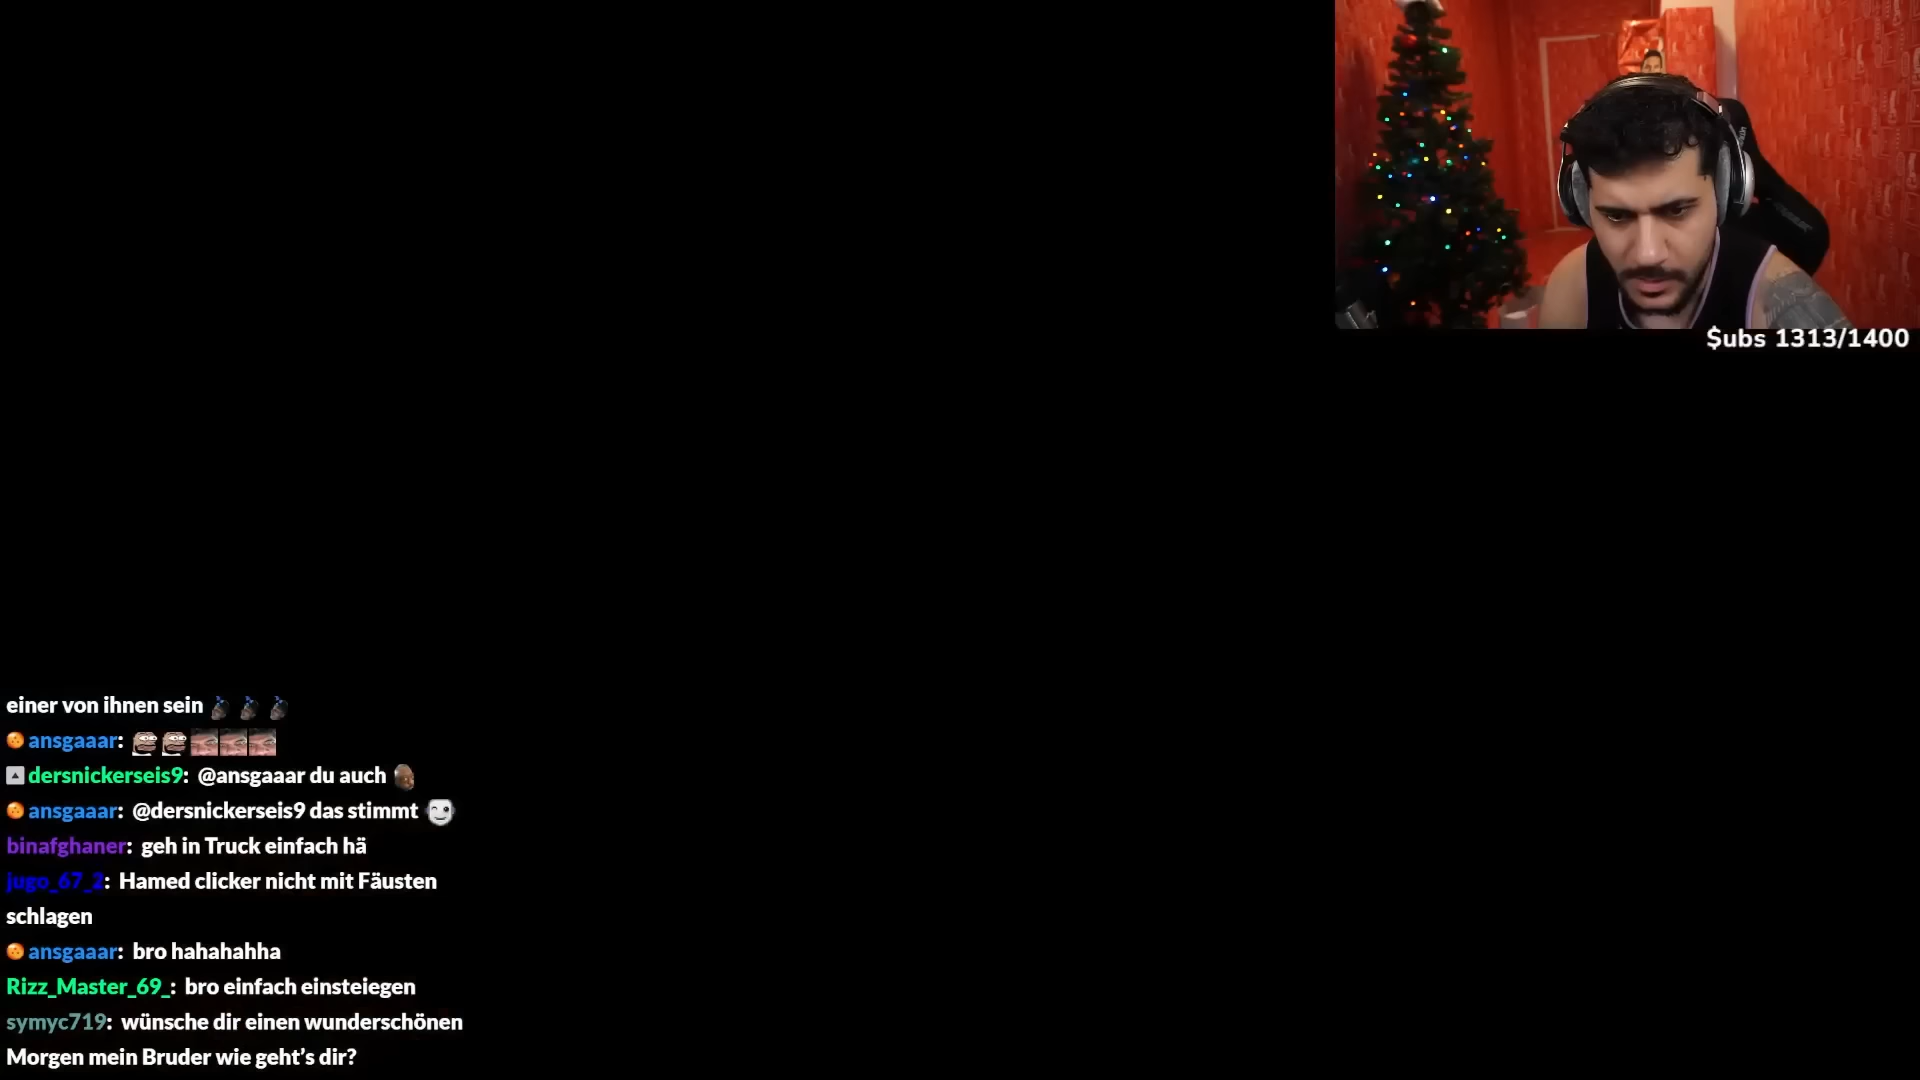 $ubs 1313/1400
einer von ihnen sein
ansgaaar:
dersnickerseis9: @ansgaaar du auch
ansgaaar: @dersnickerseis9 das stimmt
binafghaner: geh in Truck einfach hä
jugo_67_2: Hamed clicker nicht mit Fäusten
schlagen
ansgaaar: bro hahahahha
Rizz_Master_69_: bro einfach einsteiegen
symyc719: wünsche dir einen wunderschönen
Morgen mein Bruder wie geht’s dir?